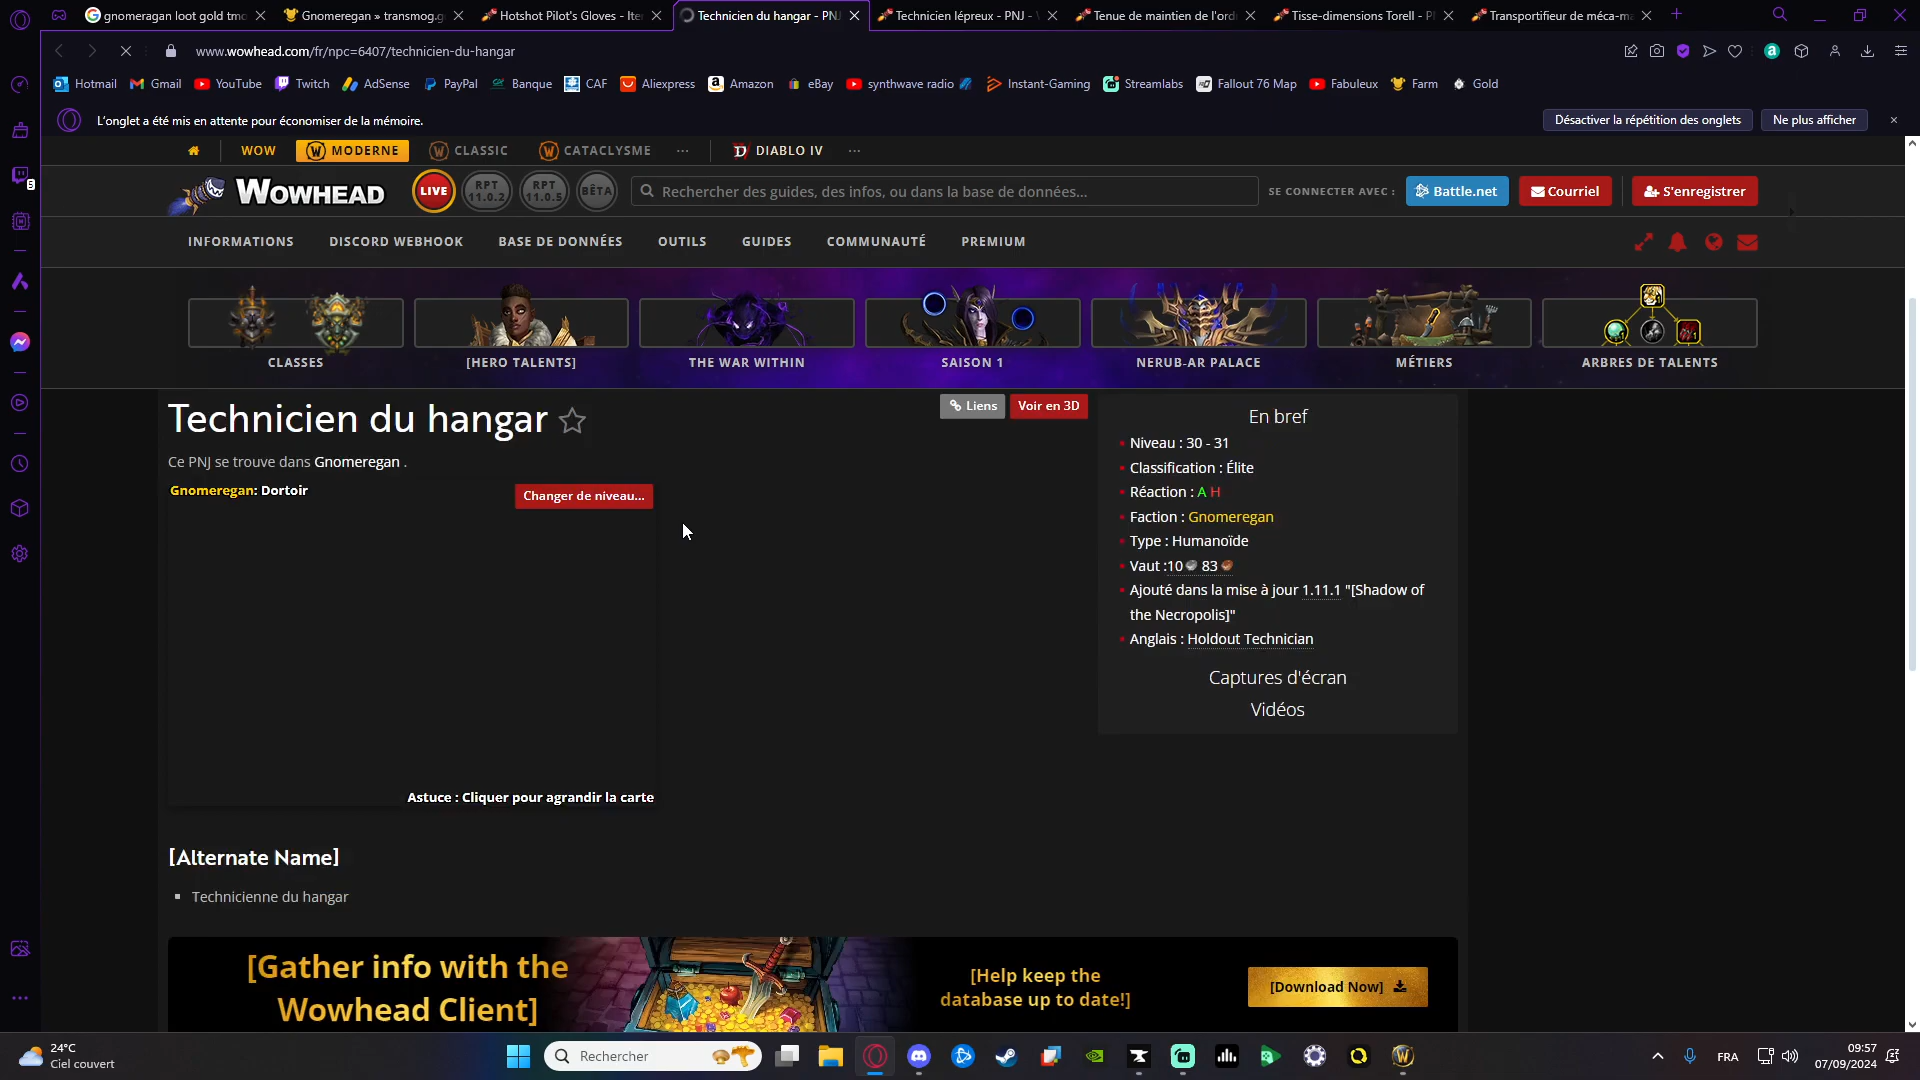 gnomeragan loot gold tmo
Gnomeregan » transmog.g
Hotshot Pilot's Gloves - Ite
Technicien du hangar - PN
Technicien lépreux - PNJ -
Tenue de maintien de l'ord
Tisse-dimensions Torell - P
Transportifieur de méca-m
www.wowhead.com/fr/npc=6407/technicien-du-hangar
Hotmail
Gmail
YouTube
Twitch
AdSense
PayPal
Banque
CAF
Aliexpress
Amazon
eBay
synthwave radio
Instant-Gaming
Streamlabs
Fallout 76 Map
Fabuleux
Farm
Gold
L'onglet a été mis en attente pour économiser de la mémoire.
Désactiver la répétition des onglets
Ne plus afficher
WOW
MODERNE
CLASSIC
CATACLYSME
DIABLO IV
WOWHEAD
LIVE
RPT 11.0.2
RPT 11.0.5
BÊTA
Rechercher des guides, des infos, ou dans la base de données...
SE CONNECTER AVEC :
Battle.net
Courriel
S'enregistrer
INFORMATIONS
DISCORD WEBHOOK
BASE DE DONNÉES
OUTILS
GUIDES
COMMUNAUTÉ
PREMIUM
CLASSES
[HERO TALENTS]
THE WAR WITHIN
SAISON 1
NERUB-AR PALACE
MÉTIERS
ARBRES DE TALENTS
Technicien du hangar
Liens
Voir en 3D
Ce PNJ se trouve dans Gnomeregan .
Gnomeregan: Dortoir
Changer de niveau...
Astuce : Cliquer pour agrandir la carte
En bref
Niveau : 30 - 31
Classification : Élite
Réaction : A H
Faction : Gnomeregan
Type : Humanoïde
Vaut :10 83
Ajouté dans la mise à jour 1.11.1 "[Shadow of
the Necropolis]"
Anglais : Holdout Technician
Captures d'écran
Vidéos
[Alternate Name]
Technicienne du hangar
[Gather info with the
Wowhead Client]
[Help keep the
database up to date!]
[Download Now]
24°C
Ciel couvert
Rechercher
FRA
09:57
07/09/2024